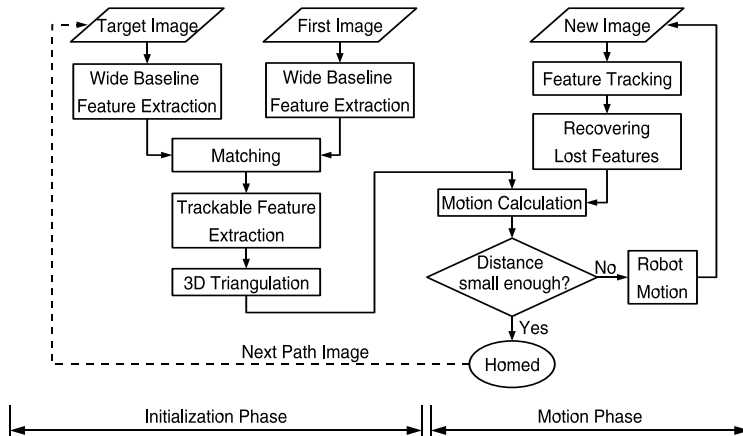 Target Image
First Image
New Image
Wide Baseline
Feature Extraction
Wide Baseline
Feature Extraction
Feature Tracking
Recovering
Lost Features
Matching
Trackable Feature
Extraction
Motion Calculation
3D Triangulation
Distance
small enough?
No
Robot
Motion
Yes
Next Path Image
Homed
Initialization Phase
Motion Phase